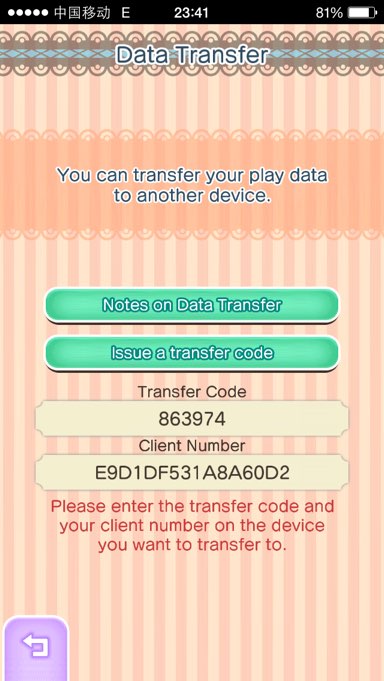 中国移动 E 23:41 81%
Data Transfer
You can transfer your play data
to another device.
Notes on Data Transfer
Issue a transfer code
Transfer Code
863974
Client Number
E9D1DF531A8A60D2
Please enter the transfer code and
your client number on the device
you want to transfer to.